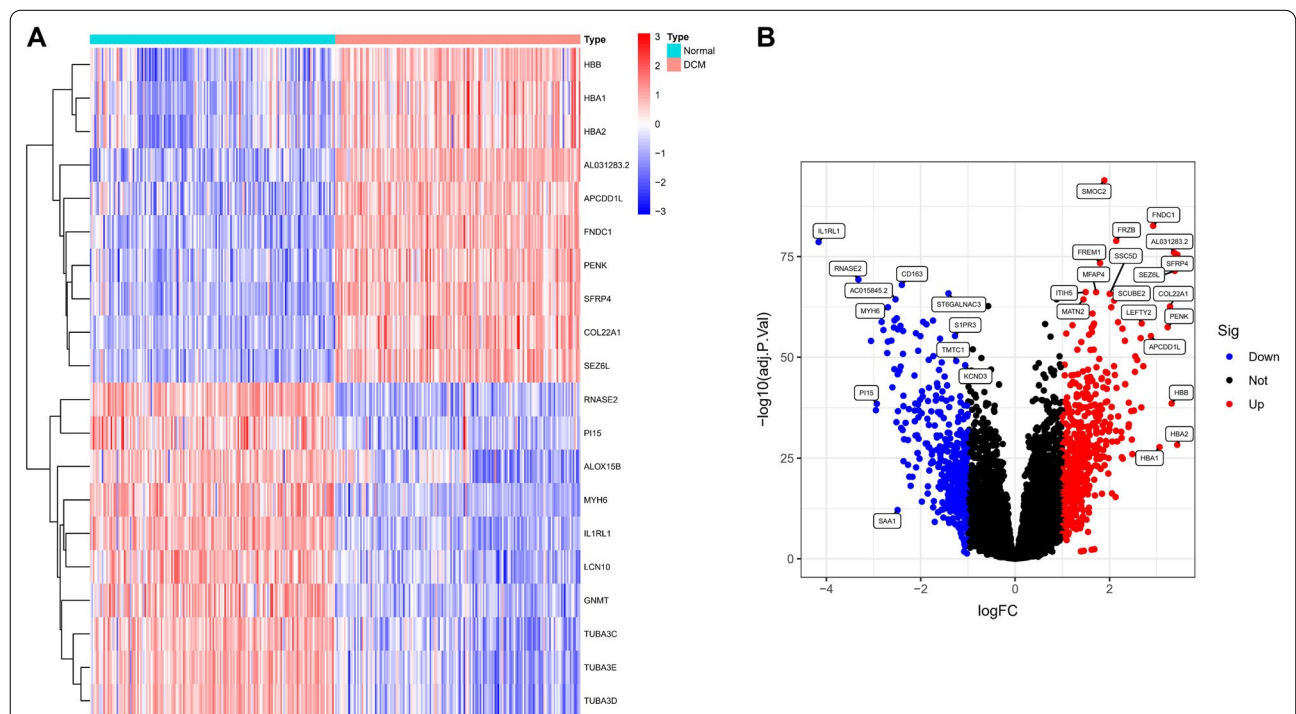 A
Type
HBB
HBA1
HBA2
AL031283.2
APCDD1L
FNDC1
PENK
SFRP4
COL22A1
SEZ6L
RNASE2
PI15
ALOX15B
MYH6
IL1RL1
LCN10
GNMT
TUBA3C
TUBA3E
TUBA3D
3
2
1
0
−1
−2
−3
Type
Normal
DCM
B
SMOC2
FNDC1
IL1RL1
FRZB
AL031283.2
FREM1
SSC5D
SFRP4
RNASE2
CD163
MFAP4
SEZ6L
AC015845.2
ITIH5
SCUBE2
COL22A1
MYH6
ST6GALNAC3
MATN2
LEFTY2
PENK
S1PR3
TMTC1
APCDD1L
KCND3
PI15
HBB
HBA2
HBA1
SAA1
75
50
25
0
−log10(adj.P.Val)
−4
−2
0
2
logFC
Sig
Down
Not
Up